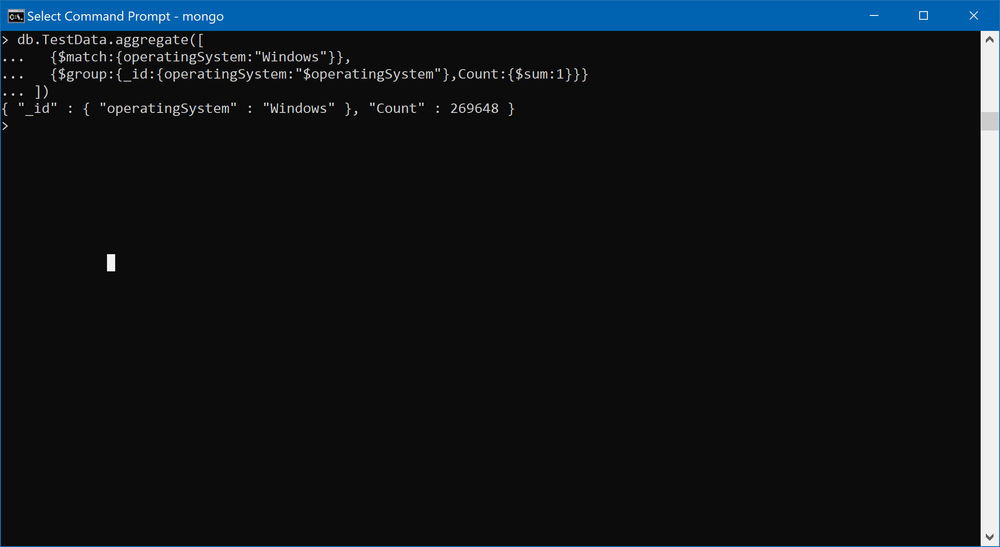 Select Command Prompt - mongo
> db.TestData.aggregate([
...   {$match:{operatingSystem:"Windows"}},
...   {$group:{_id:{operatingSystem:"$operatingSystem"},Count:{$sum:1}}}
... ])
{ "_id" : { "operatingSystem" : "Windows" }, "Count" : 269648 }
>